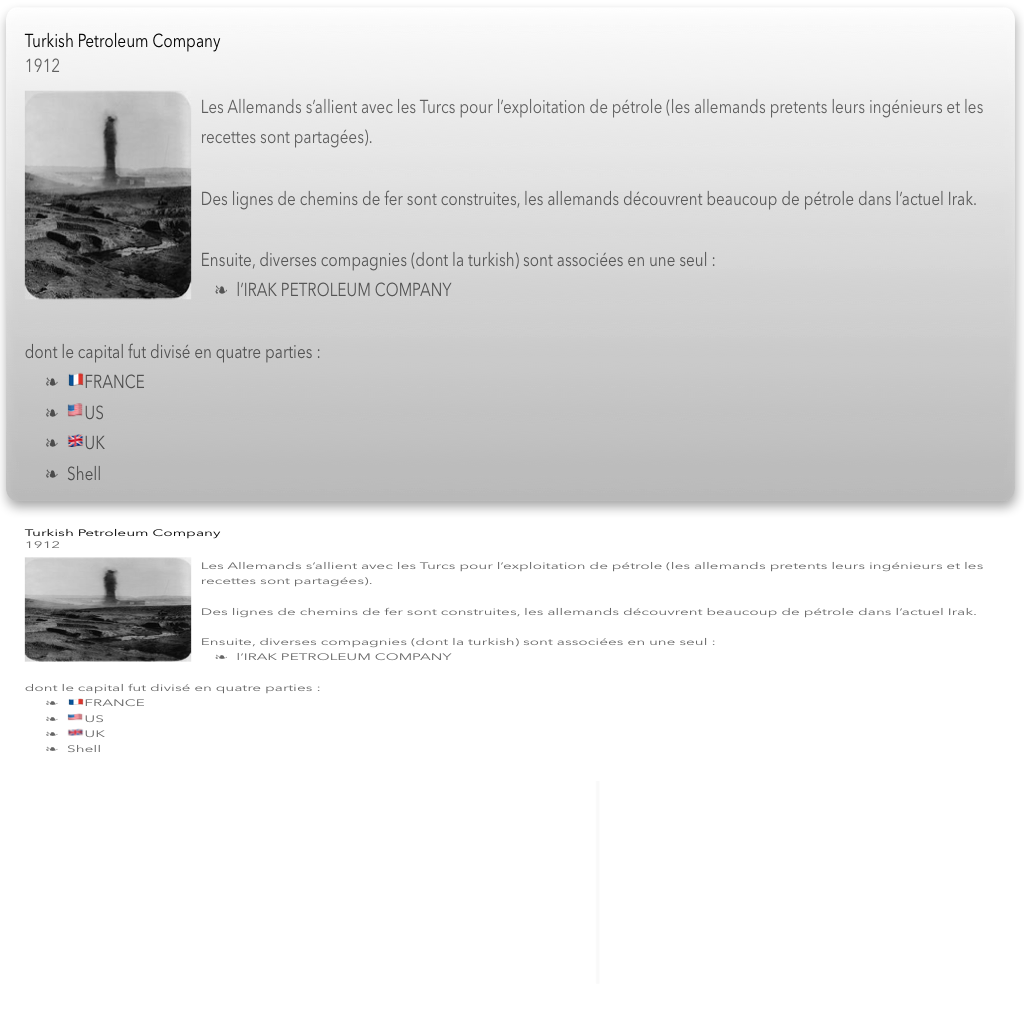 Turkish Petroleum Company
1912
Les Allemands s’allient avec les Turcs pour l’exploitation de pétrole (les allemands pretents leurs ingénieurs et les
recettes sont partagées).
Des lignes de chemins de fer sont construites, les allemands découvrent beaucoup de pétrole dans l’actuel Irak.
Ensuite, diverses compagnies (dont la turkish) sont associées en une seul :
❧ l’IRAK PETROLEUM COMPANY
dont le capital fut divisé en quatre parties :
❧ 🇫🇷FRANCE
❧ 🇺🇸US
❧ 🇬🇧UK
❧ Shell
Turkish Petroleum Company
1912
Les Allemands s’allient avec les Turcs pour l’exploitation de pétrole (les allemands pretents leurs ingénieurs et les
recettes sont partagées).
Des lignes de chemins de fer sont construites, les allemands découvrent beaucoup de pétrole dans l’actuel Irak.
Ensuite, diverses compagnies (dont la turkish) sont associées en une seul :
❧ l’IRAK PETROLEUM COMPANY
dont le capital fut divisé en quatre parties :
❧ 🇫🇷FRANCE
❧ 🇺🇸US
❧ 🇬🇧UK
❧ Shell